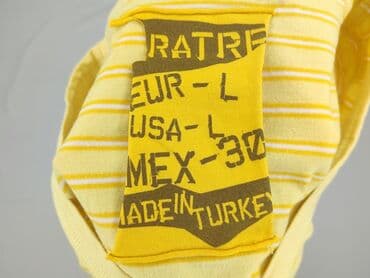 RATRE
EUR-L
USA-L
MEX-30
MADE IN TURKEY